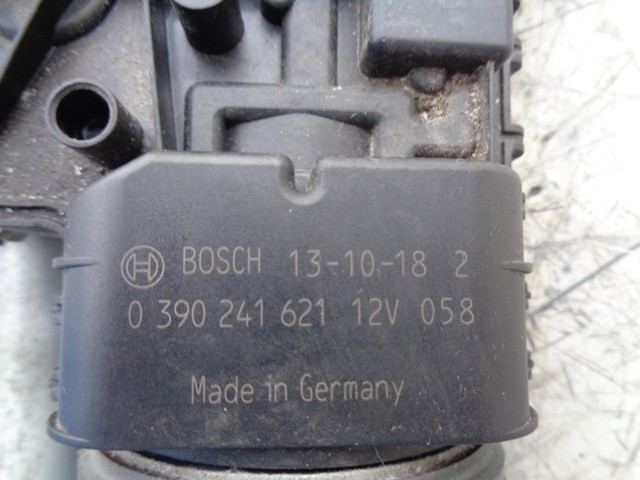 BOSCH 13-10-18 2
0 390 241 621 12V 058
Made in Germany